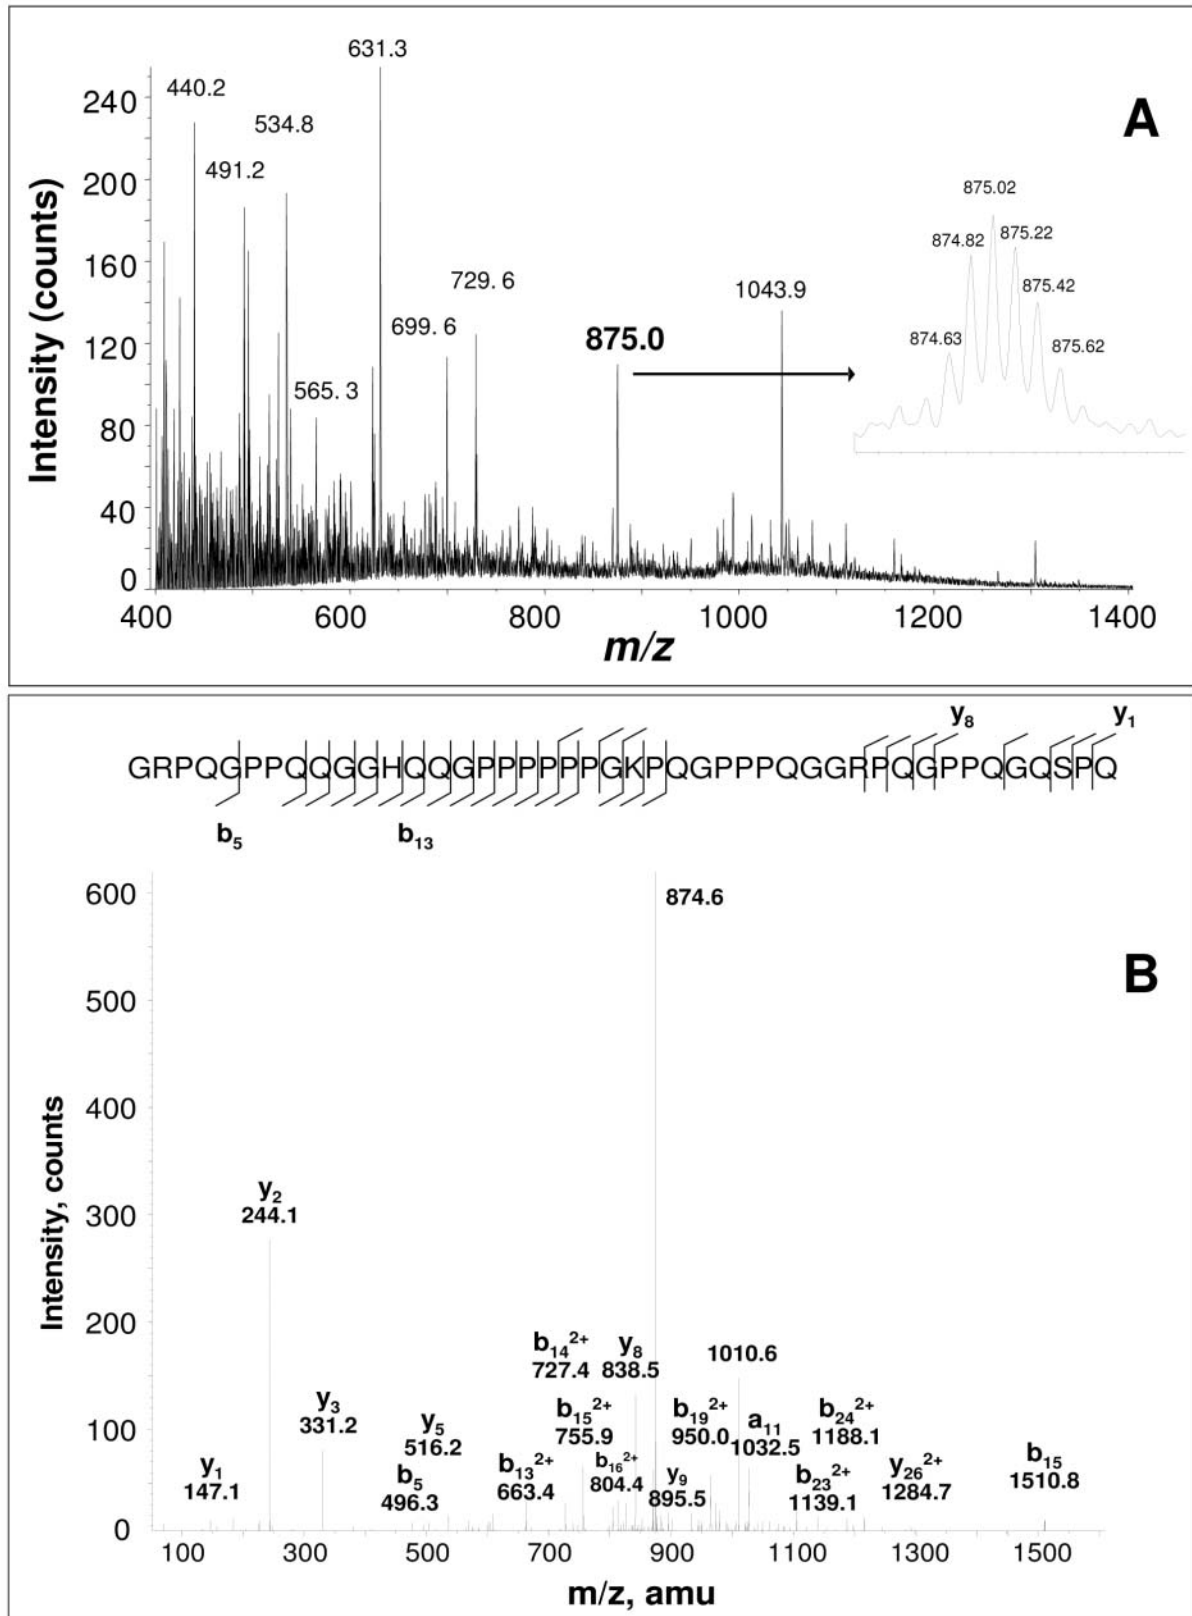 631.3
440.2
240
A
534.8
491.2
200
875.02
874.82
875.22
160
729. 6
875.42
1043.9
699. 6
875.0
874.63
875.62
120
565. 3
80
40
0
Intensity (counts)
400 600 800 1000 1200 1400
m/z
y8 y1
GRPQGPPQQGGHQQGPPPPPPGKPQGPPPQGGRPQGPPQGQSPQ
b5 b13
600
874.6
B
500
400
y2
244.1
300
200
b14²⁺ y8
727.4 838.5
1010.6
y3
331.2
y5
516.2
b15²⁺
755.9
b19²⁺
950.0
a11
1032.5
b24²⁺
1188.1
100
y1
147.1
b5
496.3
b13²⁺
663.4
b16²⁺
804.4
y9
895.5
b23²⁺
1139.1
y26²⁺
1284.7
b15
1510.8
0
Intensity, counts
100 300 500 700 900 1100 1300 1500
m/z, amu